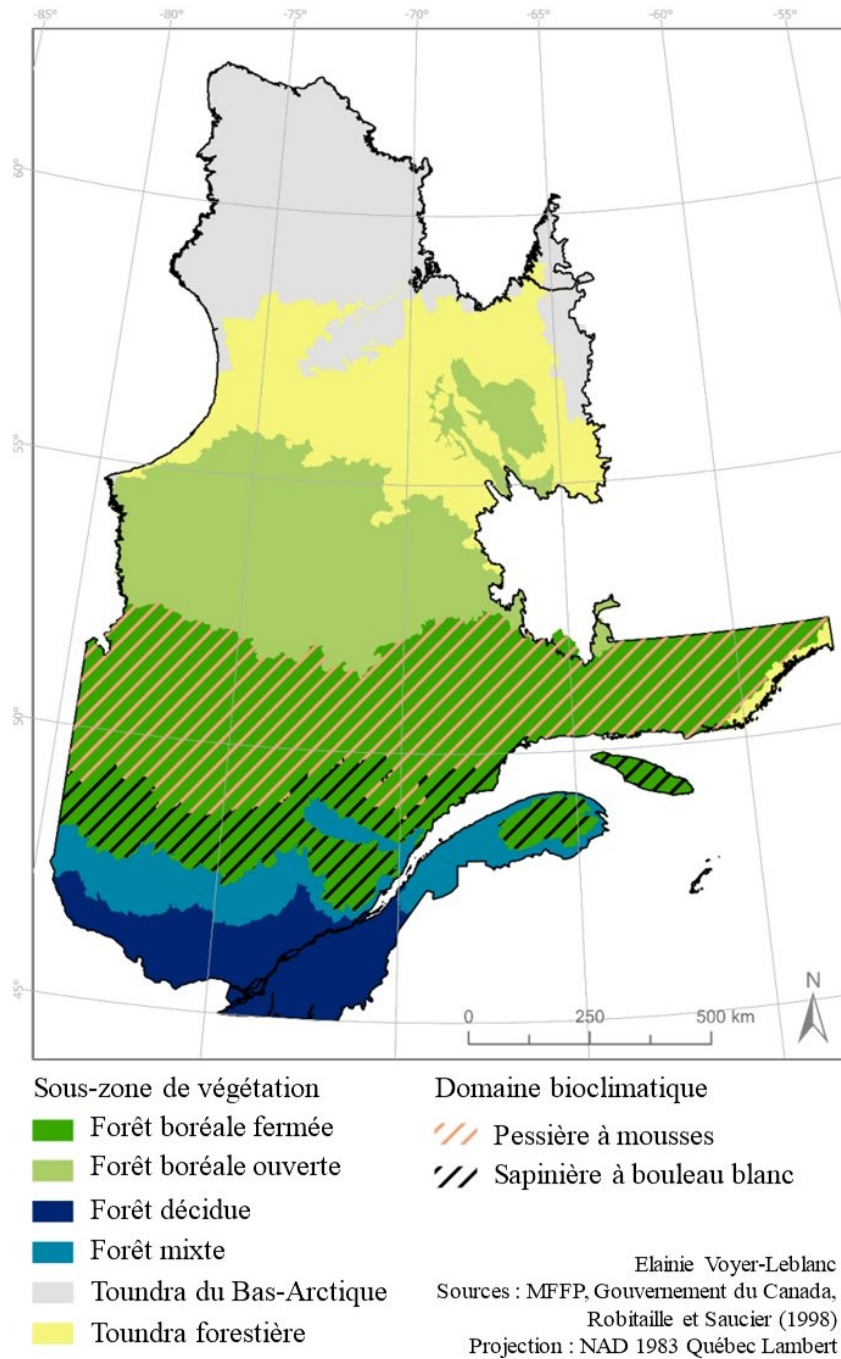 -85° -80° -75° -70° -65° -60° -55°
60°
55°
50°
45°
N
0 250 500 km
Sous-zone de végétation
Forêt boréale fermée
Forêt boréale ouverte
Forêt décidue
Forêt mixte
Toundra du Bas-Arctique
Toundra forestière
Domaine bioclimatique
Pessière à mousses
Sapinière à bouleau blanc
Elainie Voyer-Leblanc
Sources : MFFP, Gouvernement du Canada,
Robitaille et Saucier (1998)
Projection : NAD 1983 Québec Lambert